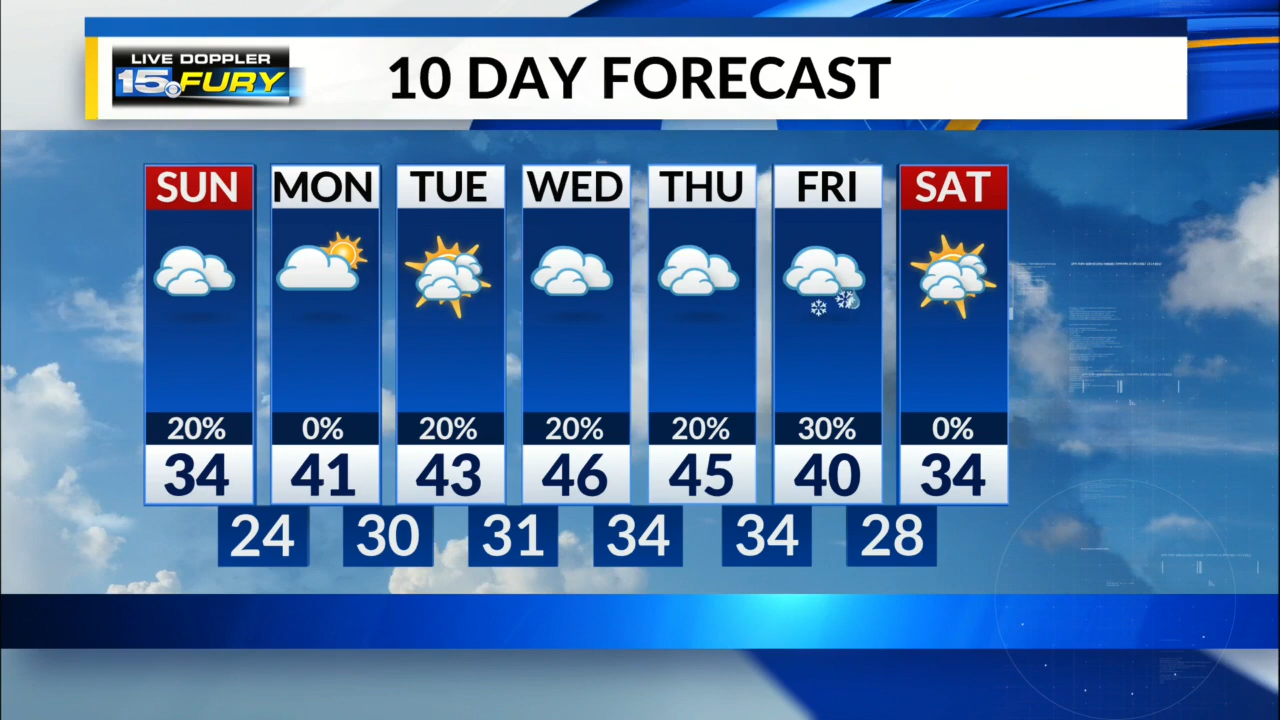 LIVE DOPPLER
15 FURY
10 DAY FORECAST
SUN MON TUE WED THU FRI SAT
20% 0% 20% 20% 20% 30% 0%
34 41 43 46 45 40 34
24 30 31 34 34 28